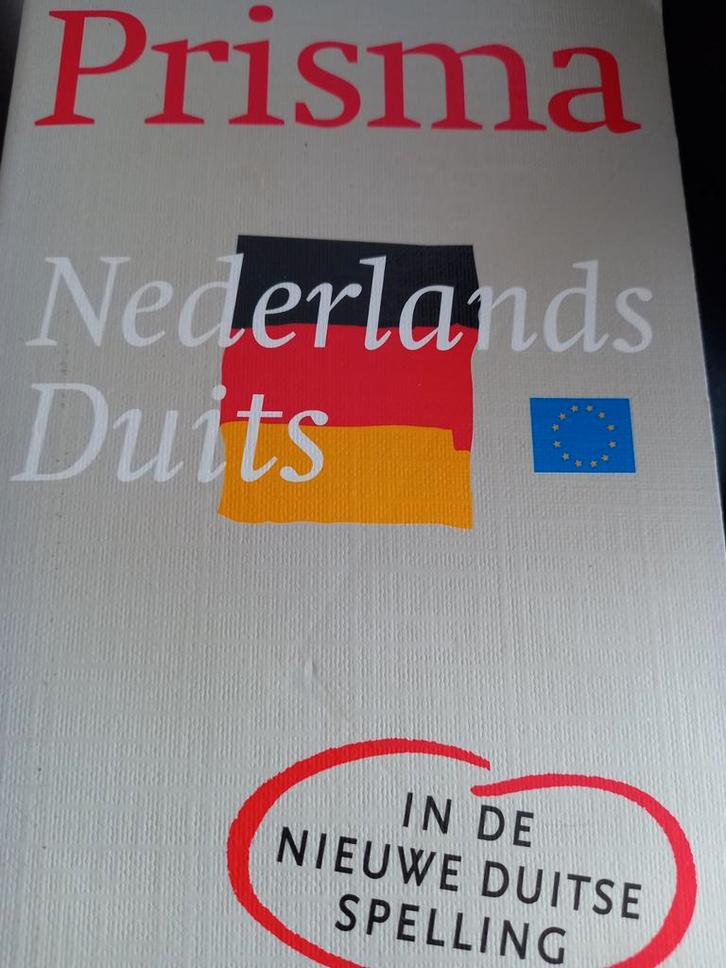 Prisma
Nederlands
Duits
IN DE
NIEUWE DUITSE
SPELLING